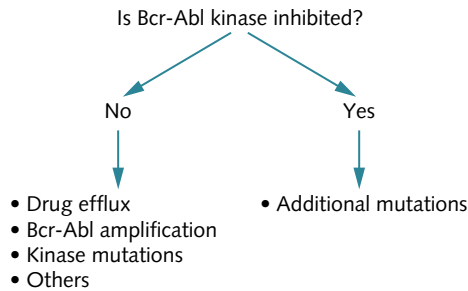 Is Bcr-Abl kinase inhibited?
No
Yes
• Drug efflux
• Bcr-Abl amplification
• Kinase mutations
• Others
• Additional mutations